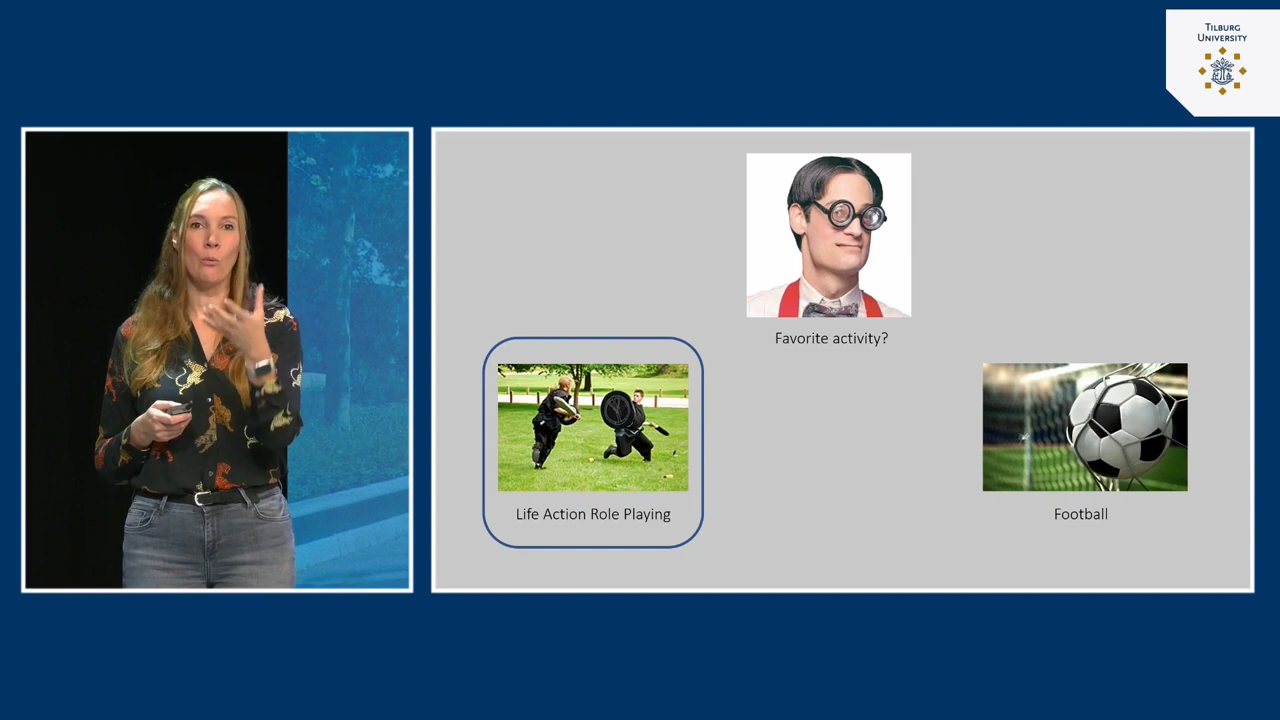 TILBURG
UNIVERSITY
Favorite activity?
Life Action Role Playing
Football